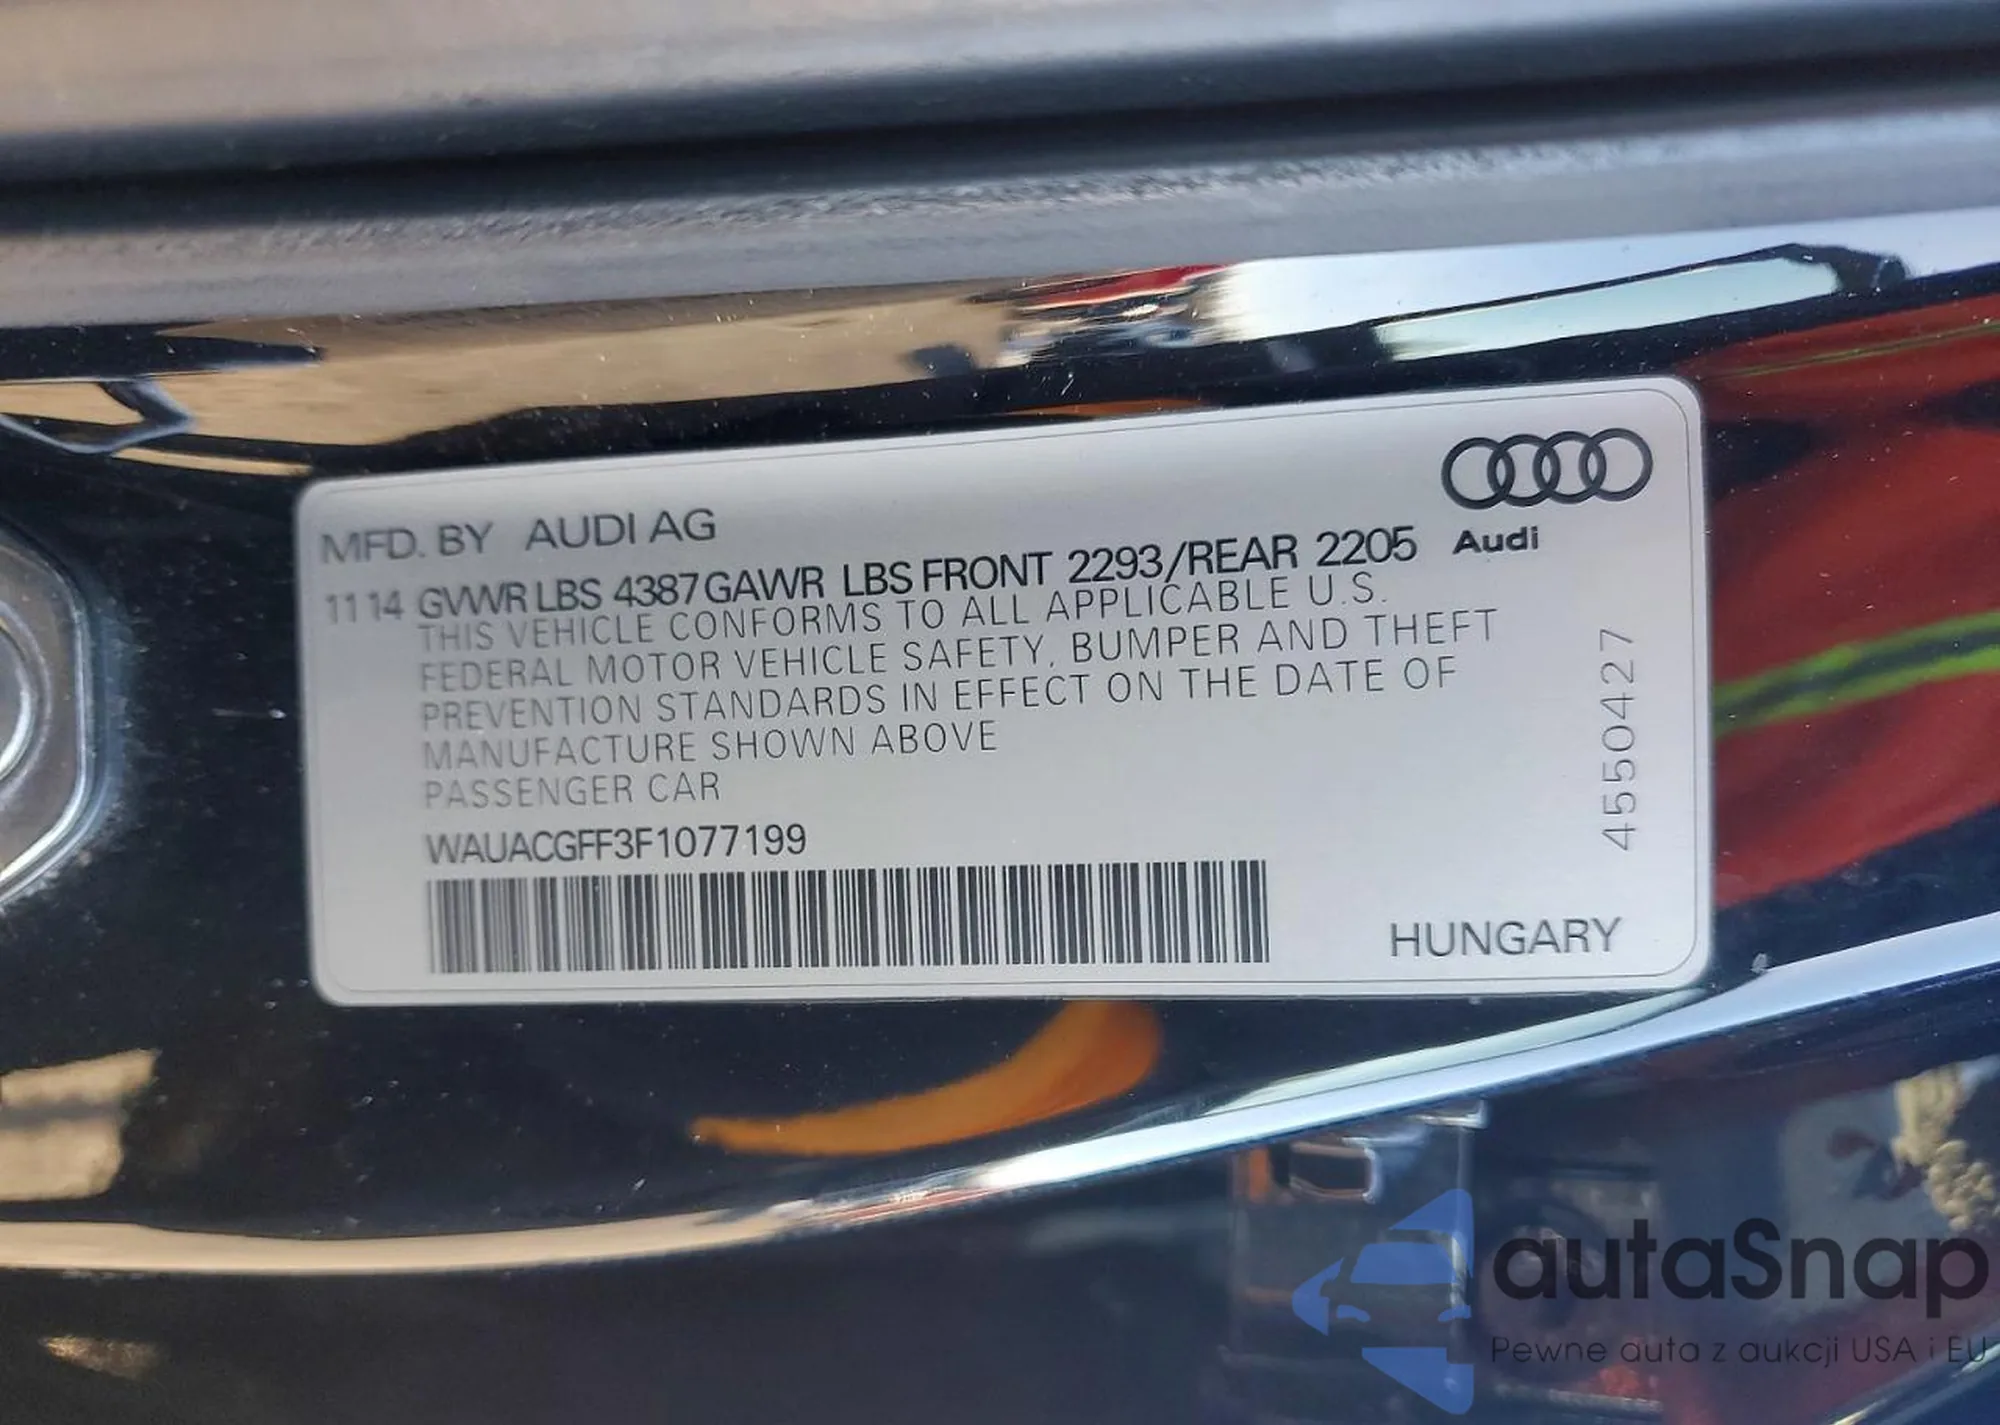 MFD. BY AUDI AG
11 14 GVWR LBS 4387 GAWR LBS FRONT 2293/REAR 2205
Audi
THIS VEHICLE CONFORMS TO ALL APPLICABLE U.S.
FEDERAL MOTOR VEHICLE SAFETY, BUMPER AND THEFT
PREVENTION STANDARDS IN EFFECT ON THE DATE OF
MANUFACTURE SHOWN ABOVE
PASSENGER CAR
WAUACGFF3F1077199
4550427
HUNGARY
autaSnap
Pewne auta z aukcji USA i EU